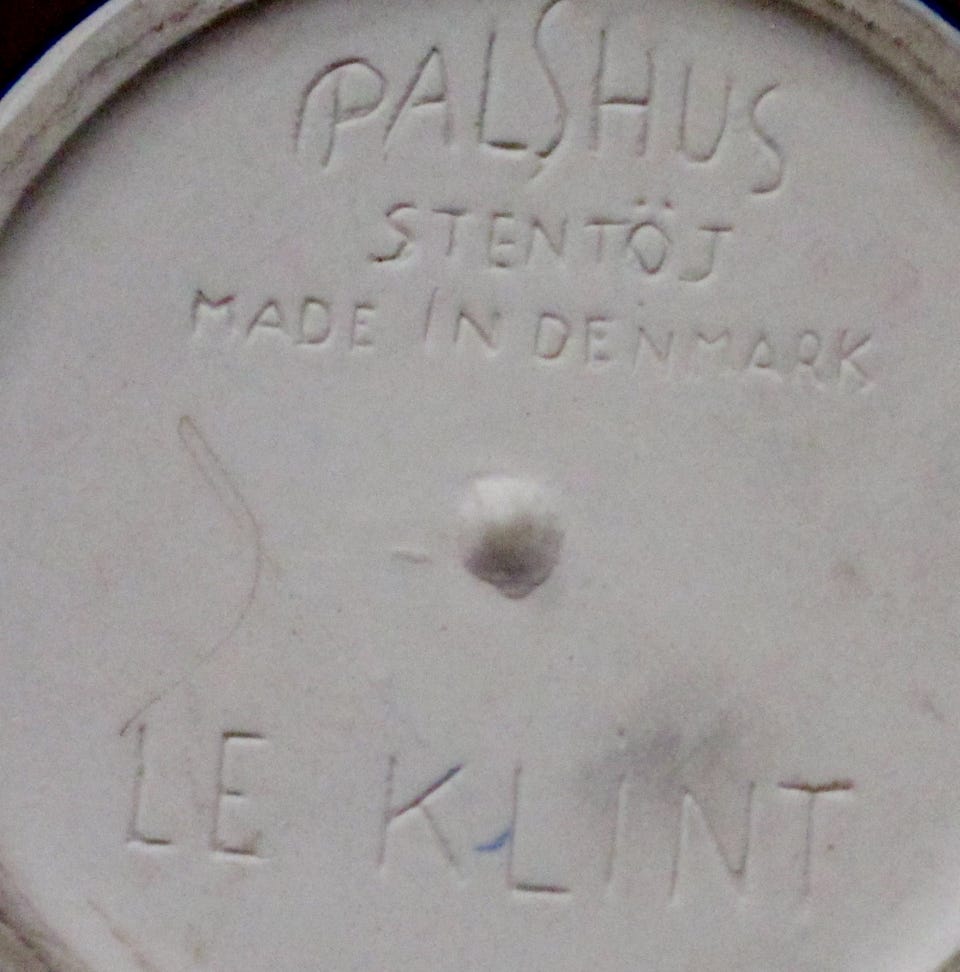 PALSHUS
STENTÖJ
MADE IN DENMARK
LE KLINT